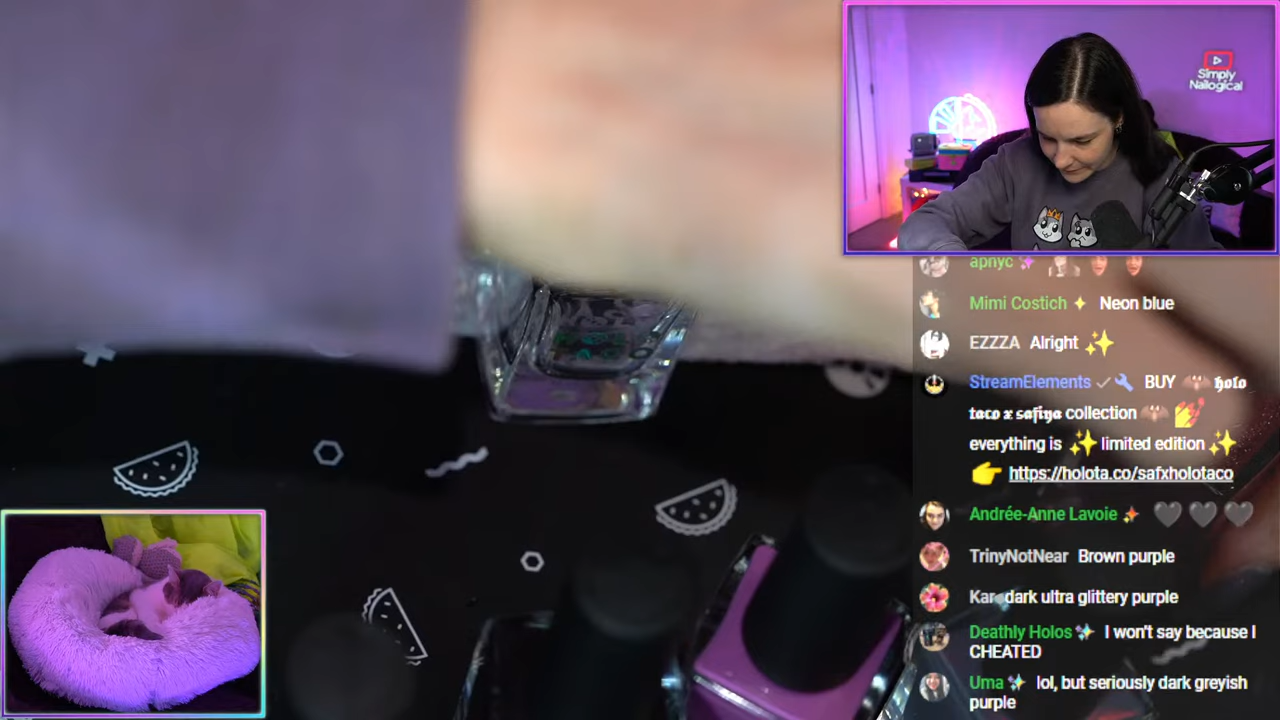 Simply
Nailogical
apnyc
Mimi Costich Neon blue
EZZZA Alright ✨
StreamElements BUY 🦇 𝖍𝖔𝖑𝖔
𝖙𝖆𝖈𝖔 𝖝 𝖘𝖆𝖋𝖎𝖞𝖆 collection 🦇 💅
everything is ✨ limited edition ✨
👉 https://holota.co/safxholotaco
Andrée-Anne Lavoie 🖤 🖤 🖤
TrinyNotNear Brown purple
Kar dark ultra glittery purple
Deathly Holos I won't say because I
CHEATED
Uma lol, but seriously dark greyish
purple